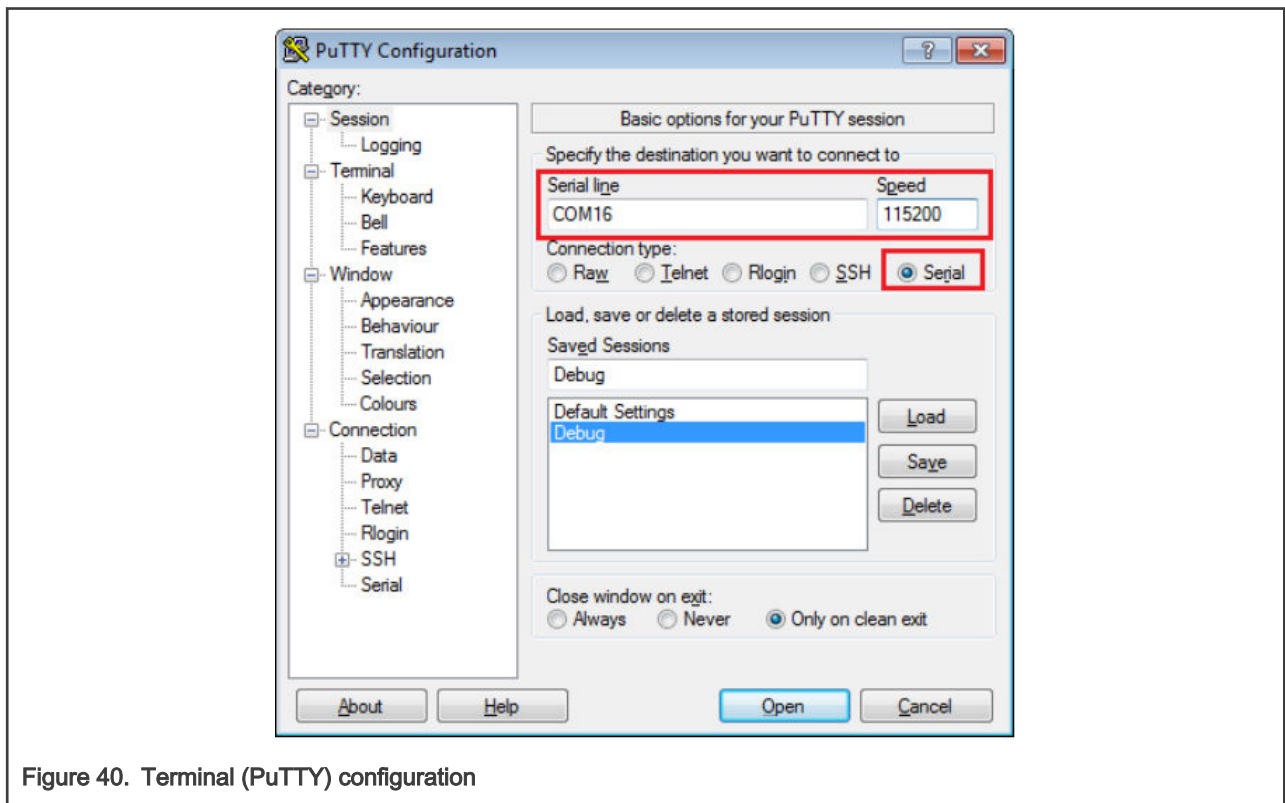 PuTTY Configuration
Category:
Session
Logging
Terminal
Keyboard
Bell
Features
Window
Appearance
Behaviour
Translation
Selection
Colours
Connection
Data
Proxy
Telnet
Rlogin
SSH
Serial
Basic options for your PuTTY session
Specify the destination you want to connect to
Serial line Speed
COM16 115200
Connection type:
Raw Telnet Rlogin SSH Serial
Load, save or delete a stored session
Saved Sessions
Debug
Default Settings
Debug
Load
Save
Delete
Close window on exit:
Always Never Only on clean exit
About Help Open Cancel
Figure 40. Terminal (PuTTY) configuration